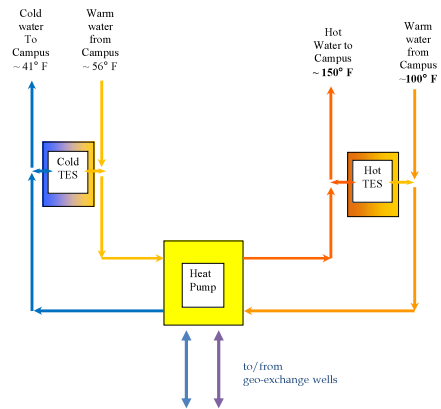 Cold
water
To
Campus
~ 41° F
Warm
water
from
Campus
~ 56° F
Hot
Water to
Campus
~ 150° F
Warm
water
from
Campus
~100° F
Cold
TES
Hot
TES
Heat
Pump
to/from
geo-exchange wells